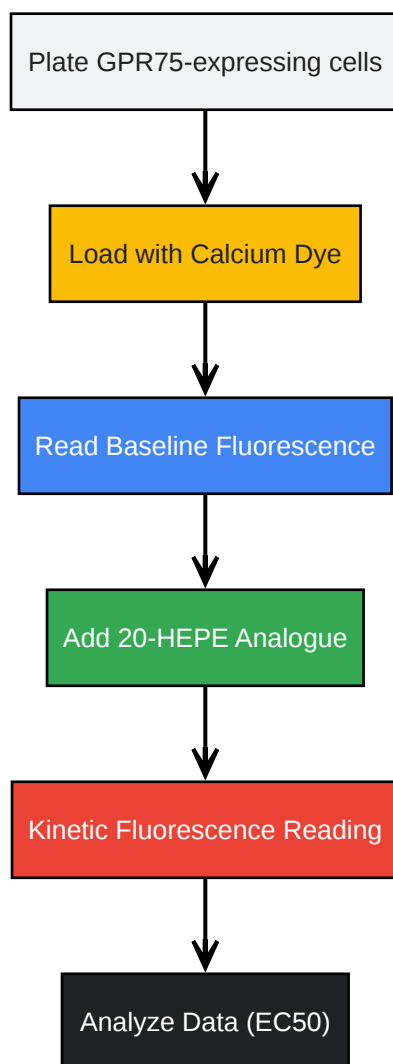 Plate GPR75-expressing cells
Load with Calcium Dye
Read Baseline Fluorescence
Add 20-HEPE Analogue
Kinetic Fluorescence Reading
Analyze Data (EC50)